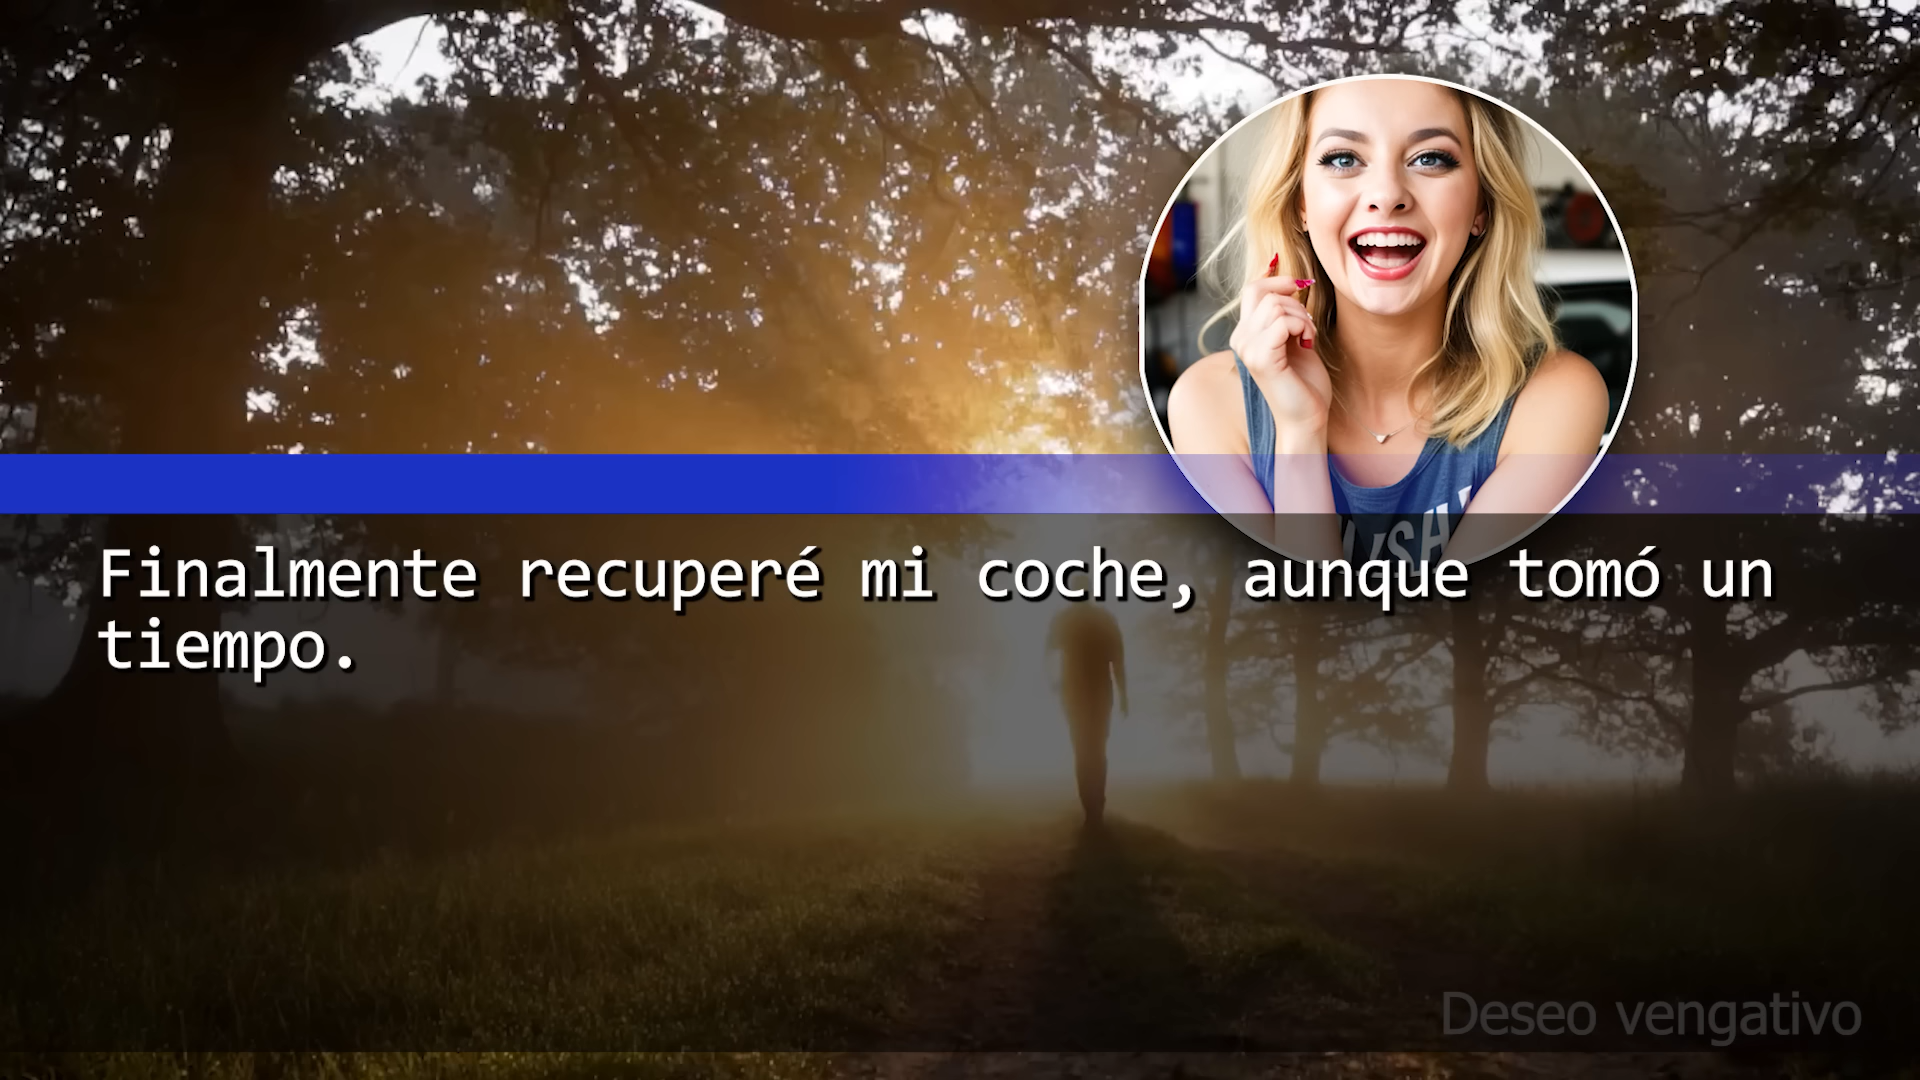 Finalmente recuperé mi coche, aunque tomó un
tiempo.
Deseo vengativo